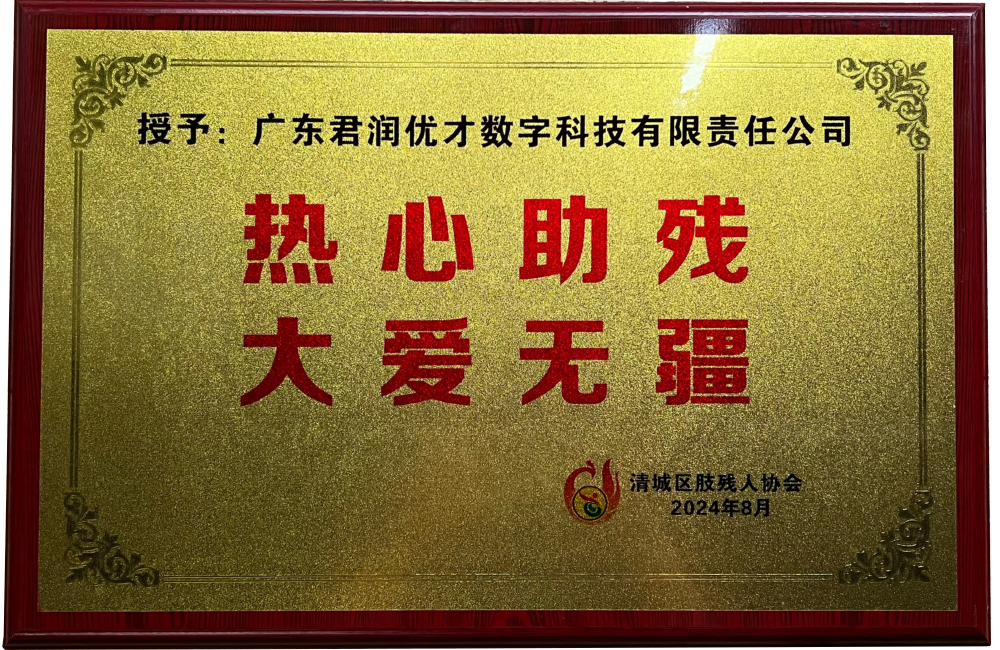 授予：广东君润优才数字科技有限责任公司
热心助残
大爱无疆
清城区肢残人协会
2024年8月